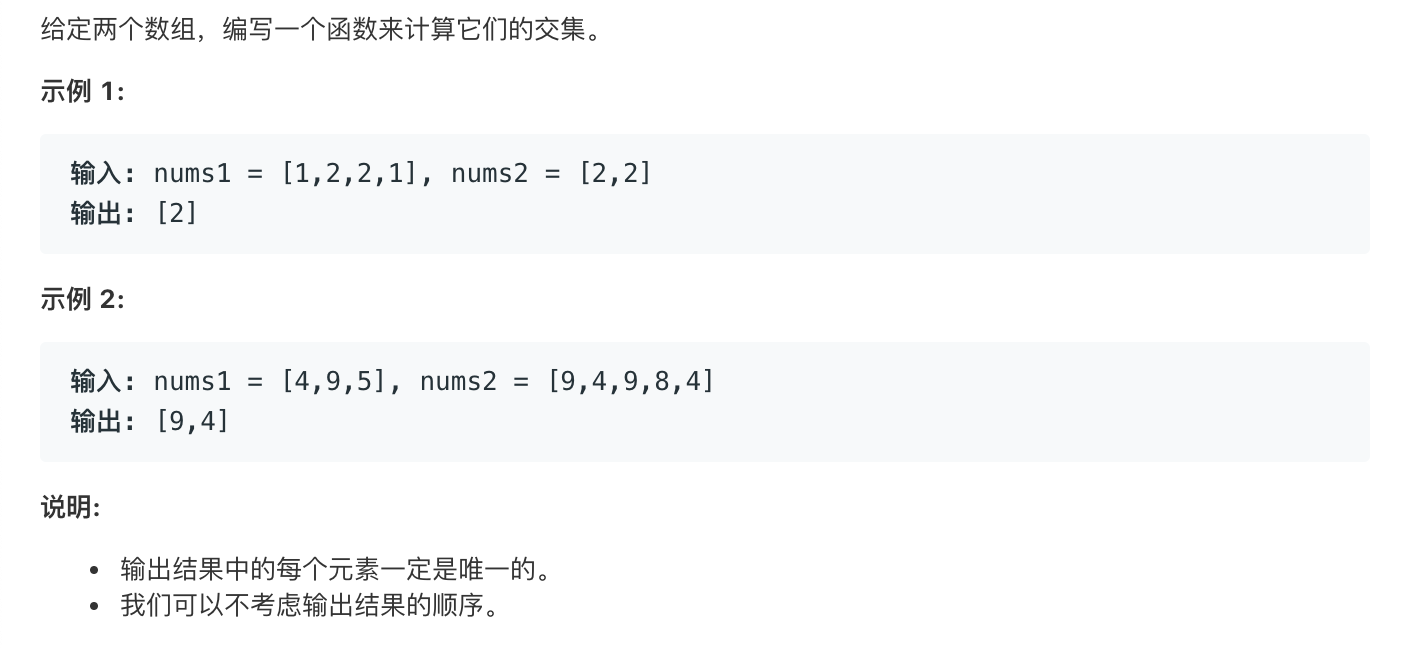 给定两个数组，编写一个函数来计算它们的交集。
示例 1:
输入: nums1 = [1,2,2,1], nums2 = [2,2]
输出: [2]
示例 2:
输入: nums1 = [4,9,5], nums2 = [9,4,9,8,4]
输出: [9,4]
说明:
• 输出结果中的每个元素一定是唯一的。
• 我们可以不考虑输出结果的顺序。